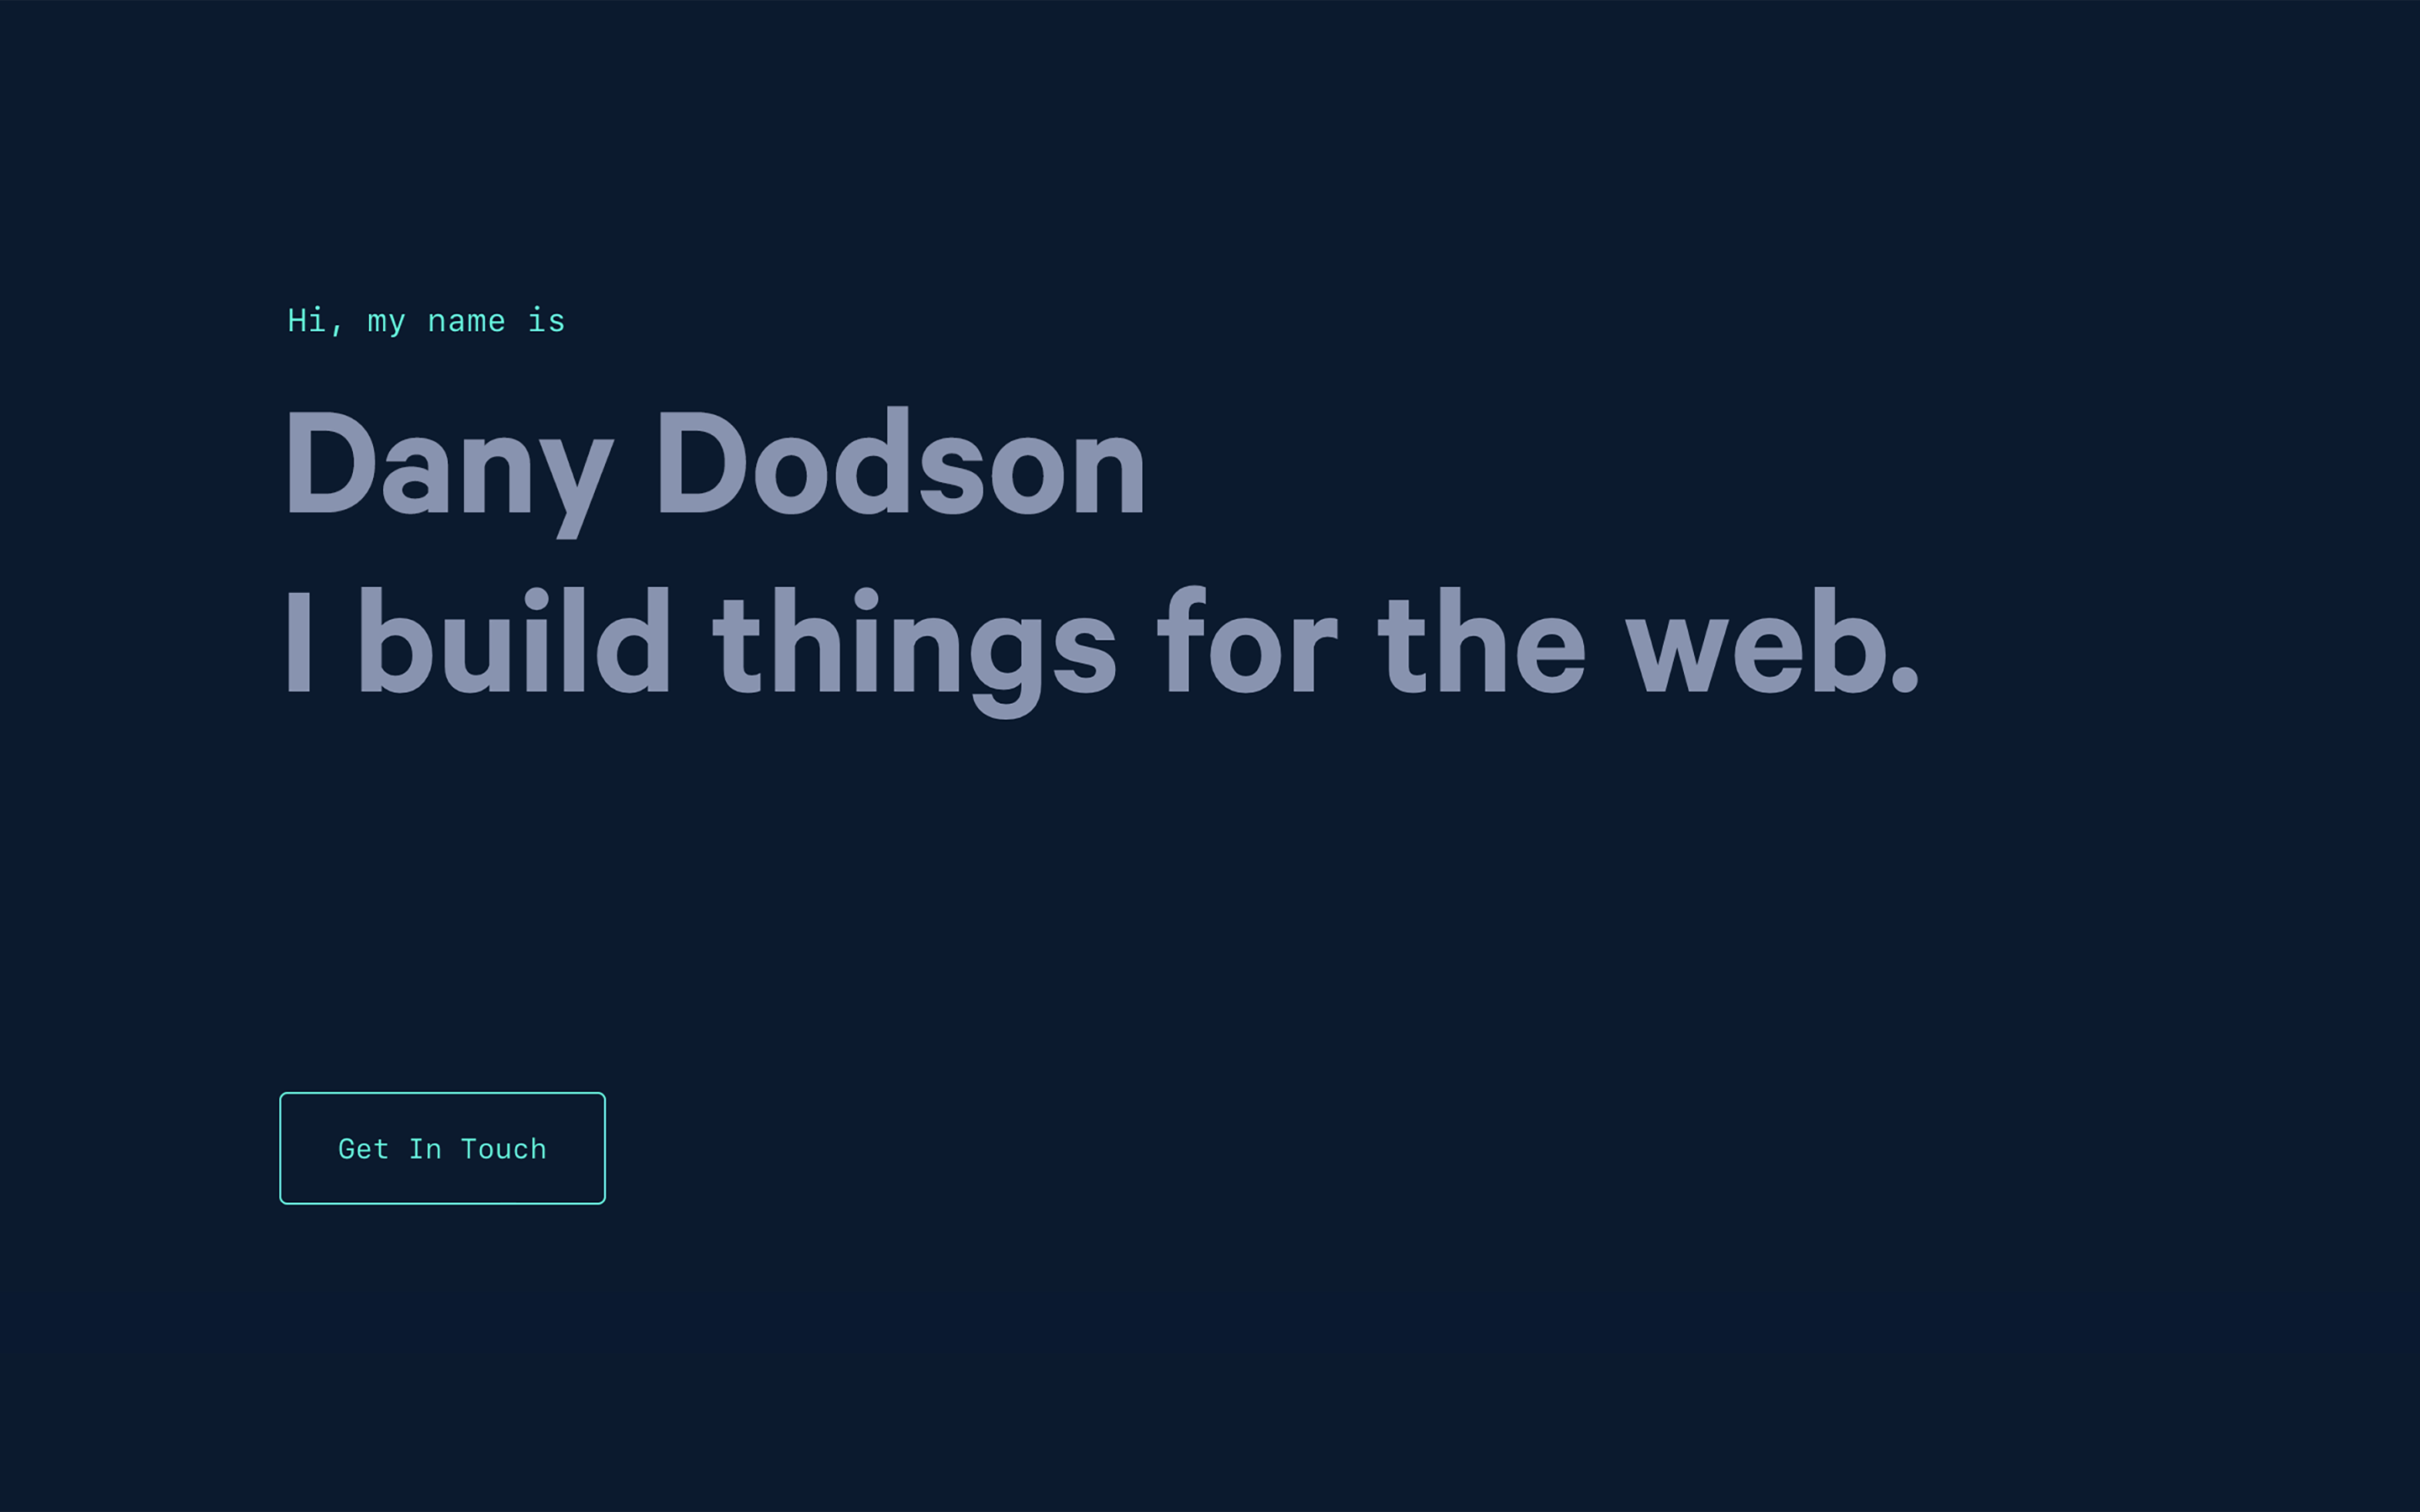 Hi, my name is
Dany Dodson
I build things for the web.
Get In Touch